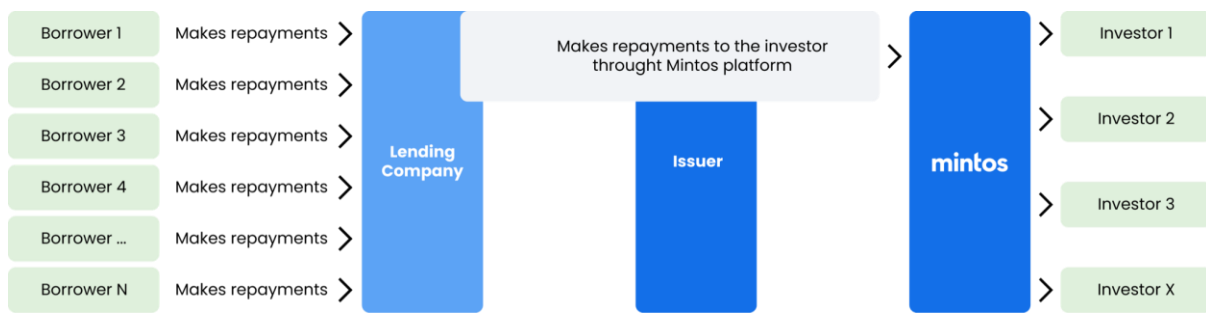 Borrower 1
Makes repayments
Borrower 2
Makes repayments
Borrower 3
Makes repayments
Borrower 4
Makes repayments
Borrower ...
Makes repayments
Borrower N
Makes repayments
Lending
Company
Makes repayments to the investor
throught Mintos platform
Issuer
mintos
Investor 1
Investor 2
Investor 3
Investor X